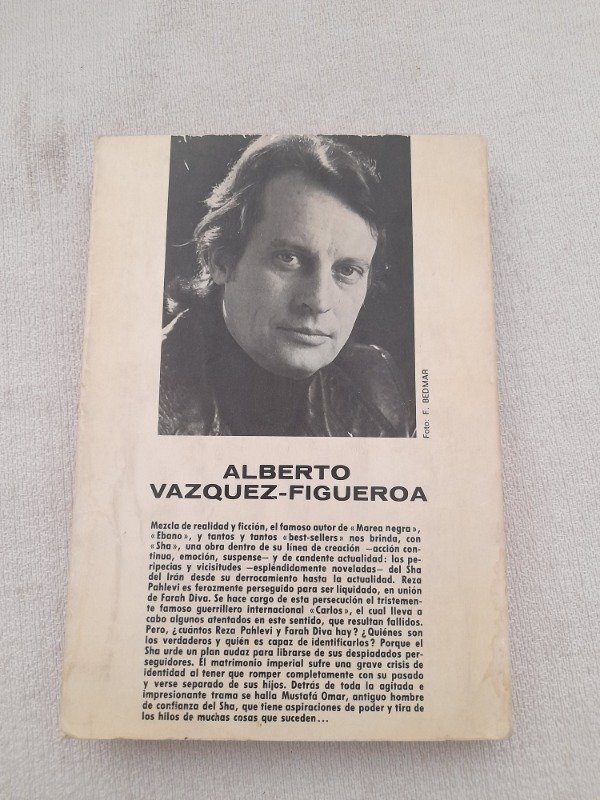 Foto: F. BEDMAR
ALBERTO
VAZQUEZ-FIGUEROA
Mezcla de realidad y ficción, el famoso autor de «Marea negra»,
«Ebano», y tantos y tantos «best-sellers» nos brinda, con
«Sha», una obra dentro de su línea de creación —acción con-
tinua, emoción, suspense— y de candente actualidad: las pe-
ripecias y vicisitudes —espléndidamente noveladas— del Sha
del Irán desde su derrocamiento hasta la actualidad. Reza
Pahlevi es ferozmente perseguido para ser liquidado, en unión
de Farah Diva. Se hace cargo de esta persecución el tristemen-
te famoso guerrillero internacional «Carlos», el cual lleva a
cabo algunos atentados en este sentido, que resultan fallidos.
Pero, ¿cuántos Reza Pahlevi y Farah Diva hay? ¿Quiénes son
los verdaderos y quién es capaz de identificarlos? Porque el
Sha urde un plan audaz para librarse de sus despiadados per-
seguidores. El matrimonio imperial sufre una grave crisis de
identidad al tener que romper completamente con su pasado
y verse separado de sus hijos. Detrás de toda la agitada e
impresionante trama se halla Mustafá Omar, antiguo hombre
de confianza del Sha, que tiene aspiraciones de poder y tira de
los hilos de muchas cosas que suceden...